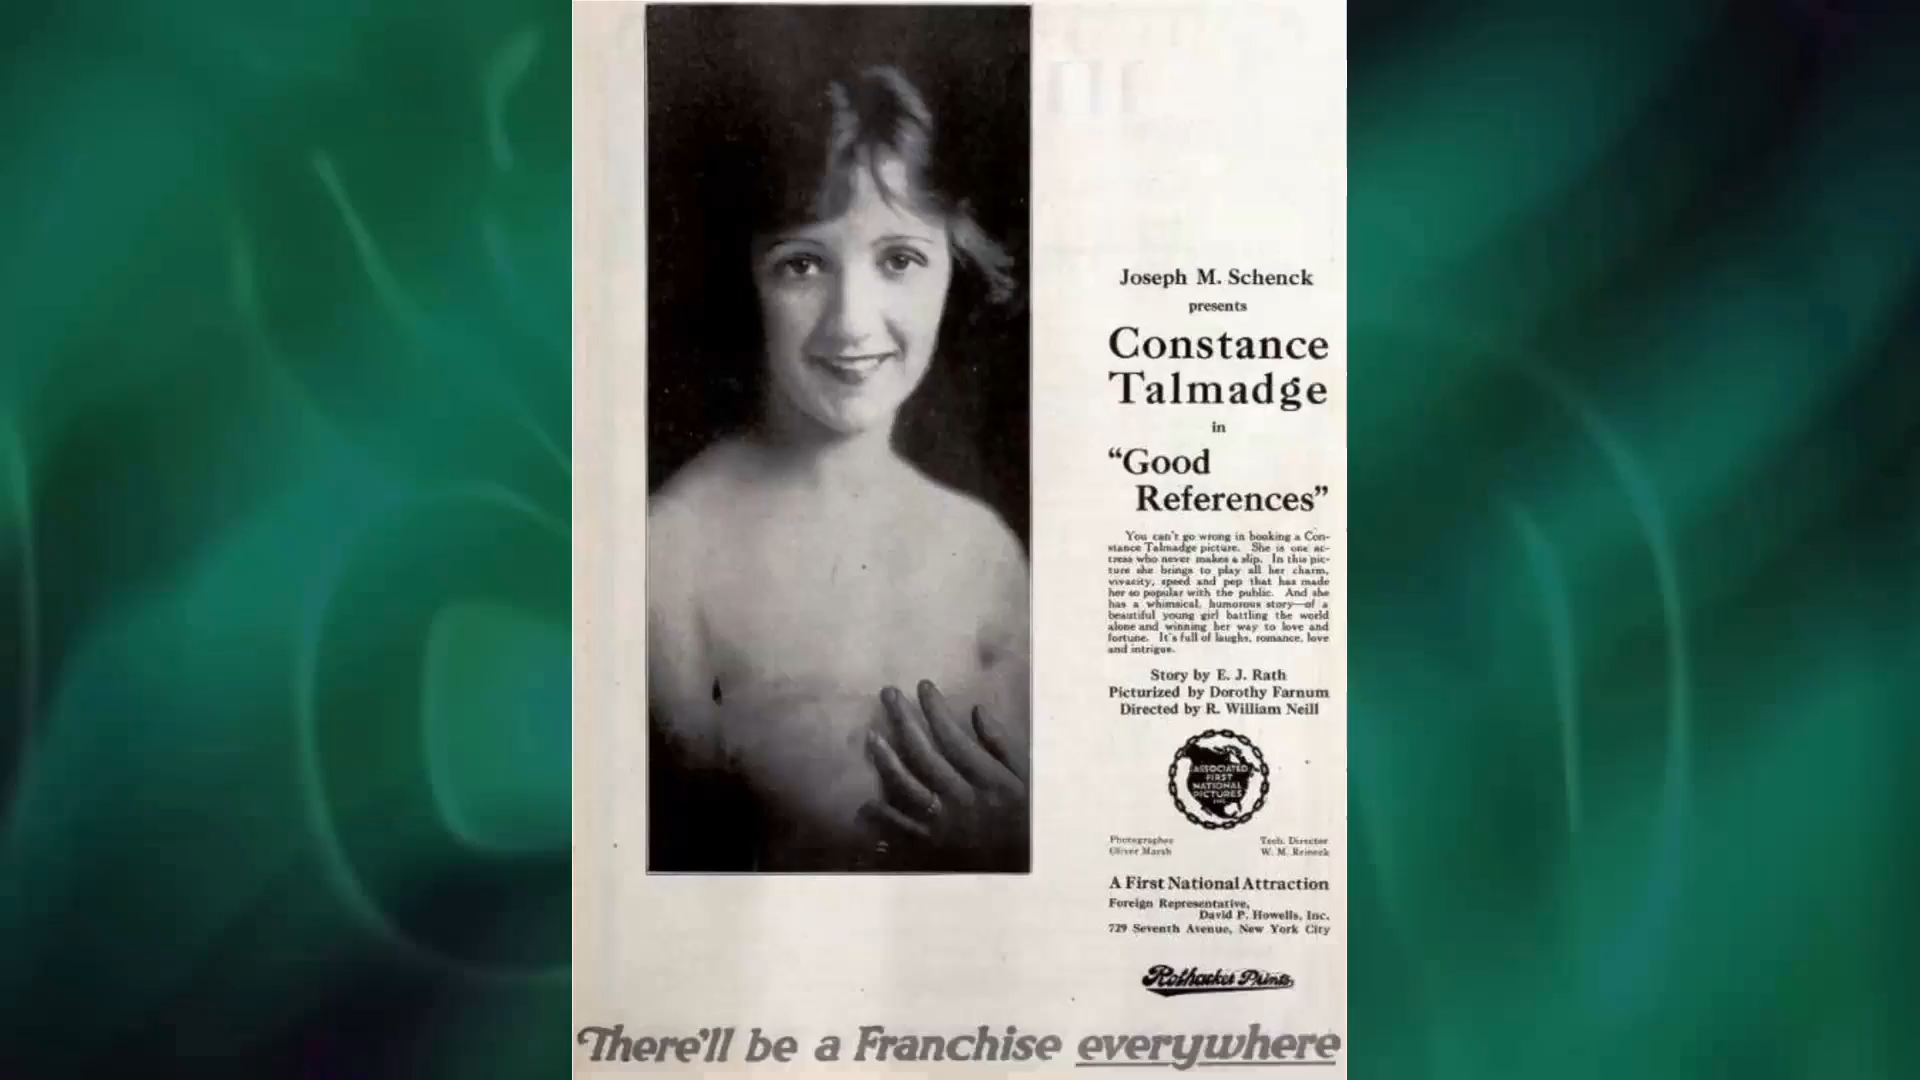 Joseph M. Schenck
presents
Constance
Talmadge
in
“Good
References”
You can't go wrong in booking a Con-
stance Talmadge picture. She is one ac-
tress who never makes a slip. In this pic-
ture she brings to play all her charm,
vivacity, speed and pep that has made
her so popular with the public. And she
has a whimsical, humorous story—of a
beautiful young girl battling the world
alone and winning her way to love and
fortune. It's full of laughs, romance, love
and intrigue.
Story by E. J. Rath
Picturized by Dorothy Farnum
Directed by R. William Neill
ASSOCIATED
FIRST
NATIONAL
PICTURES
INC.
Photographer
Oliver Marsh
Tech. Director
W. M. Reineck
A First National Attraction
Foreign Representative,
David P. Howells, Inc.
729 Seventh Avenue, New York City
Rothacker Prints
There'll be a Franchise everywhere